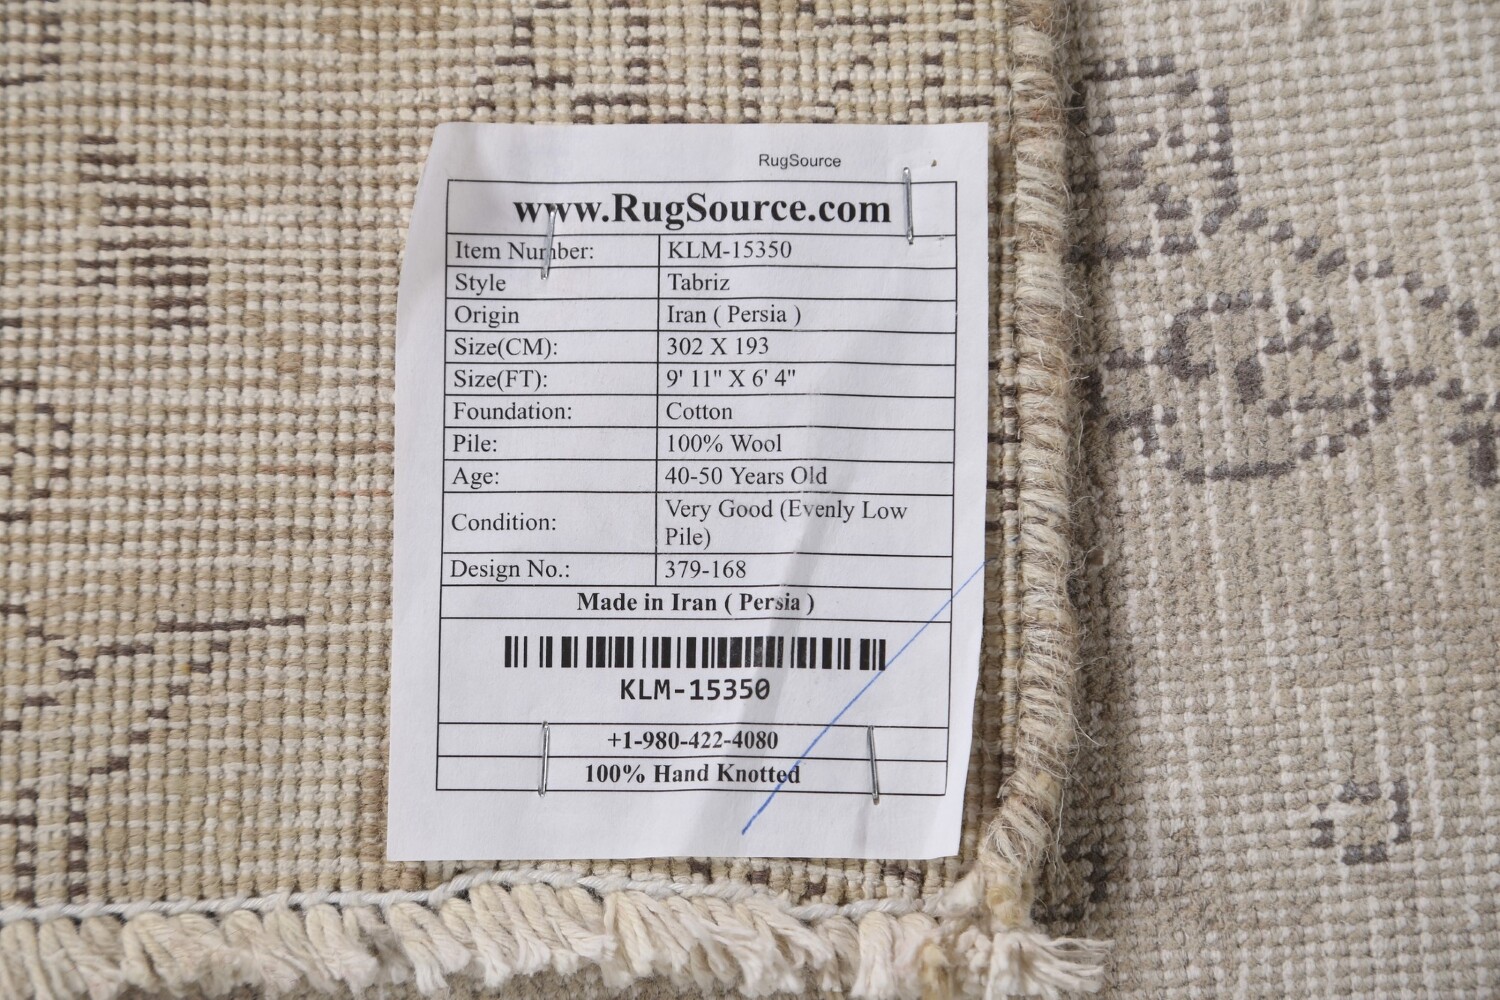 RugSource
www.RugSource.com
Item Number: KLM-15350
Style Tabriz
Origin Iran ( Persia )
Size(CM): 302 X 193
Size(FT): 9' 11" X 6' 4"
Foundation: Cotton
Pile: 100% Wool
Age: 40-50 Years Old
Condition: Very Good (Evenly Low
Pile)
Design No.: 379-168
Made in Iran ( Persia )
KLM-15350
+1-980-422-4080
100% Hand Knotted